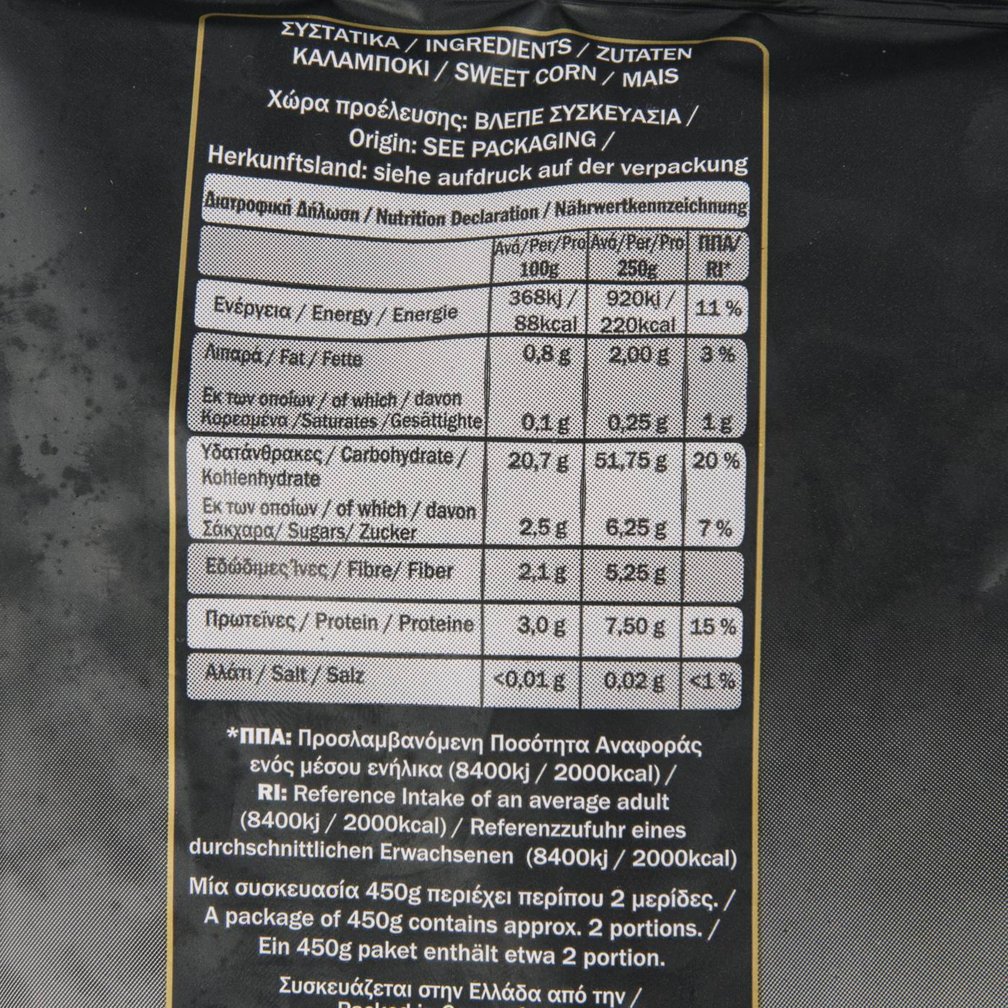 ΣΥΣΤΑΤΙΚΑ / INGREDIENTS / ZUTATEN
ΚΑΛΑΜΠΟΚΙ / SWEET CORN / MAIS
Χώρα προέλευσης: ΒΛΕΠΕ ΣΥΣΚΕΥΑΣΙΑ /
Origin: SEE PACKAGING /
Herkunftsland: siehe aufdruck auf der verpackung
Διατροφική Δήλωση / Nutrition Declaration / Nährwertkennzeichnung
Ανά/Per/Pro Ανά/Per/Pro ΠΠΑ/
100g 250g RI*
Ενέργεια / Energy / Energie 368kj / 920kj / 11 %
88kcal 220kcal
Λιπαρά / Fat / Fette 0,8 g 2,00 g 3 %
Εκ των οποίων / of which / davon
Κορεσμένα /Saturates /Gesättighte 0,1 g 0,25 g 1 g
Υδατάνθρακες / Carbohydrate / 20,7 g 51,75 g 20 %
Kohlenhydrate
Εκ των οποίων / of which / davon
Σάκχαρα/ Sugars/ Zucker 2,5 g 6,25 g 7 %
Εδώδιμες Ίνες / Fibre/ Fiber 2,1 g 5,25 g
Πρωτεΐνες / Protein / Proteine 3,0 g 7,50 g 15 %
Αλάτι / Salt / Salz <0,01 g 0,02 g <1 %
*ΠΠΑ: Προσλαμβανόμενη Ποσότητα Αναφοράς
ενός μέσου ενήλικα (8400kj / 2000kcal) /
RI: Reference Intake of an average adult
(8400kj / 2000kcal) / Referenzzufuhr eines
durchschnittlichen Erwachsenen (8400kj / 2000kcal)
Μία συσκευασία 450g περιέχει περίπου 2 μερίδες. /
A package of 450g contains approx. 2 portions. /
Ein 450g paket enthält etwa 2 portion.
Συσκευάζεται στην Ελλάδα από την /